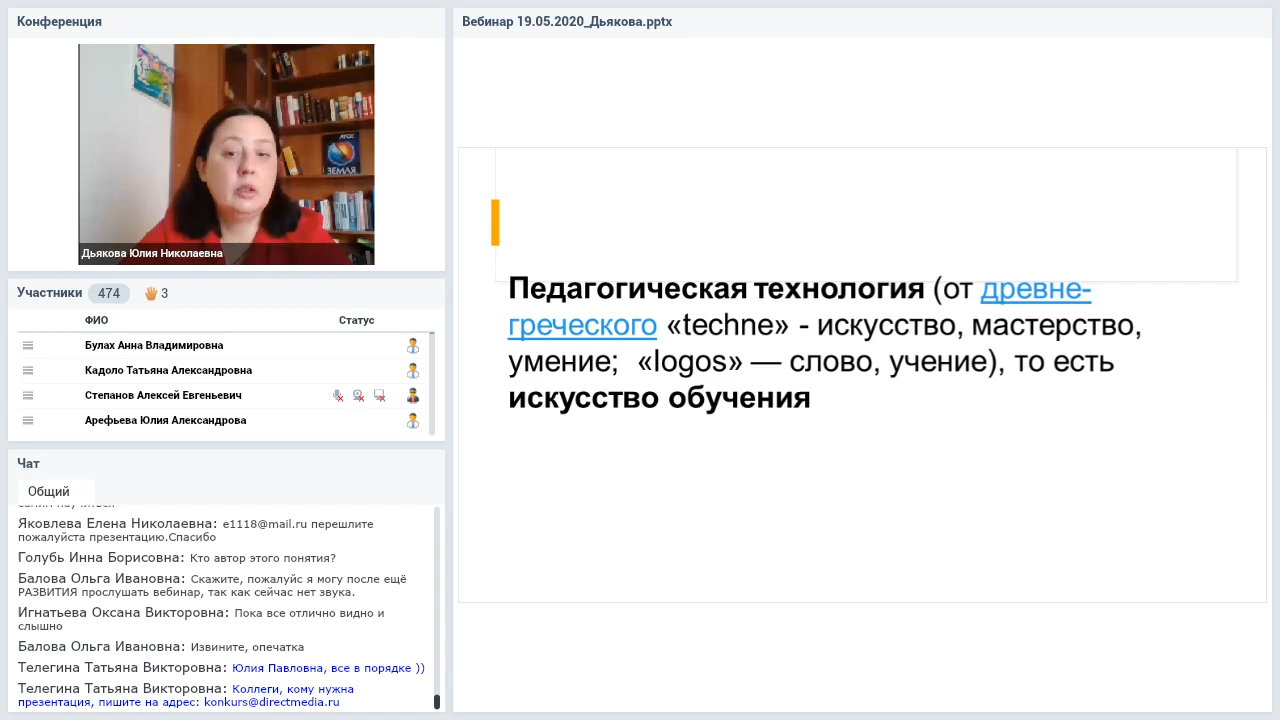 Конференция
Дьякова Юлия Николаевна
ЗЕМЛЯ
Участники 474 3
ФИО Статус
Булах Анна Владимировна
Кадоло Татьяна Александровна
Степанов Алексей Евгеньевич
Арефьева Юлия Александрова
Чат
Общий
Яковлева Елена Николаевна: e1118@mail.ru перешлите
пожалуйста презентацию.Спасибо
Голубь Инна Борисовна: Кто автор этого понятия?
Балова Ольга Ивановна: Скажите, пожалуйс я могу после ещё
РАЗВИТИЯ прослушать вебинар, так как сейчас нет звука.
Игнатьева Оксана Викторовна: Пока все отлично видно и
слышно
Балова Ольга Ивановна: Извините, опечатка
Телегина Татьяна Викторовна: Юлия Павловна, все в порядке ))
Телегина Татьяна Викторовна: Коллеги, кому нужна
презентация, пишите на адрес: konkurs@directmedia.ru
Вебинар 19.05.2020_Дьякова.pptx
Педагогическая технология (от древне-
греческого «techne» - искусство, мастерство,
умение; «logos» — слово, учение), то есть
искусство обучения